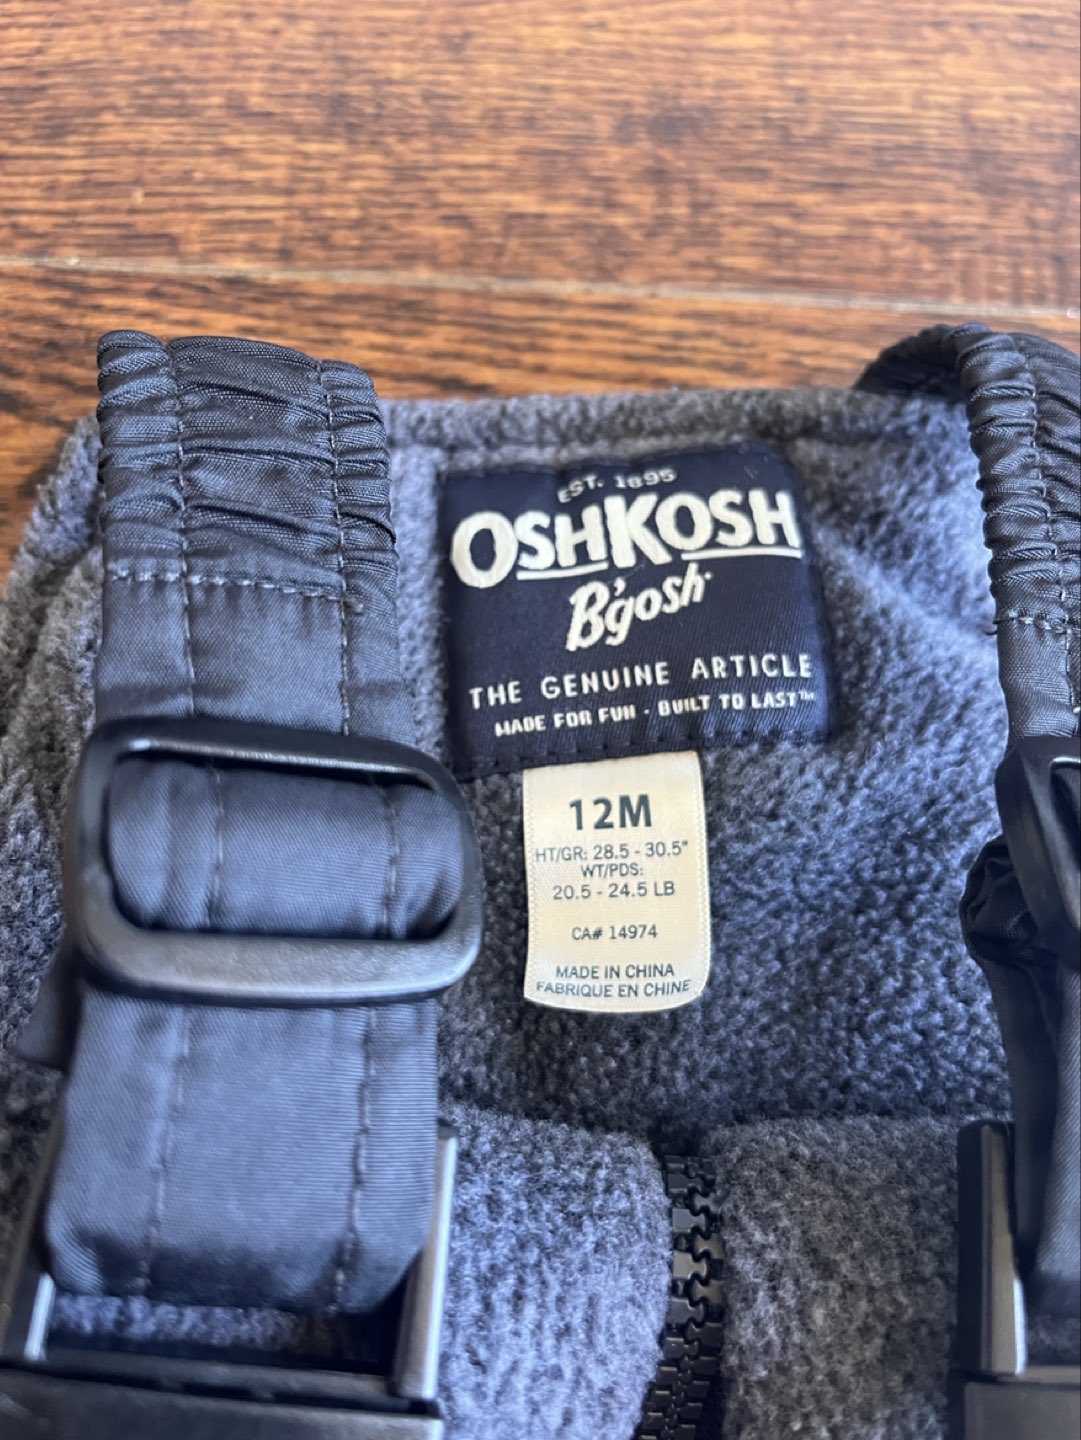 EST. 1895
OSHKOSH
B'gosh
THE GENUINE ARTICLE
MADE FOR FUN · BUILT TO LAST™
12M
HT/GR: 28.5 - 30.5"
WT/PDS:
20.5 - 24.5 LB
CA# 14974
MADE IN CHINA
FABRIQUE EN CHINE